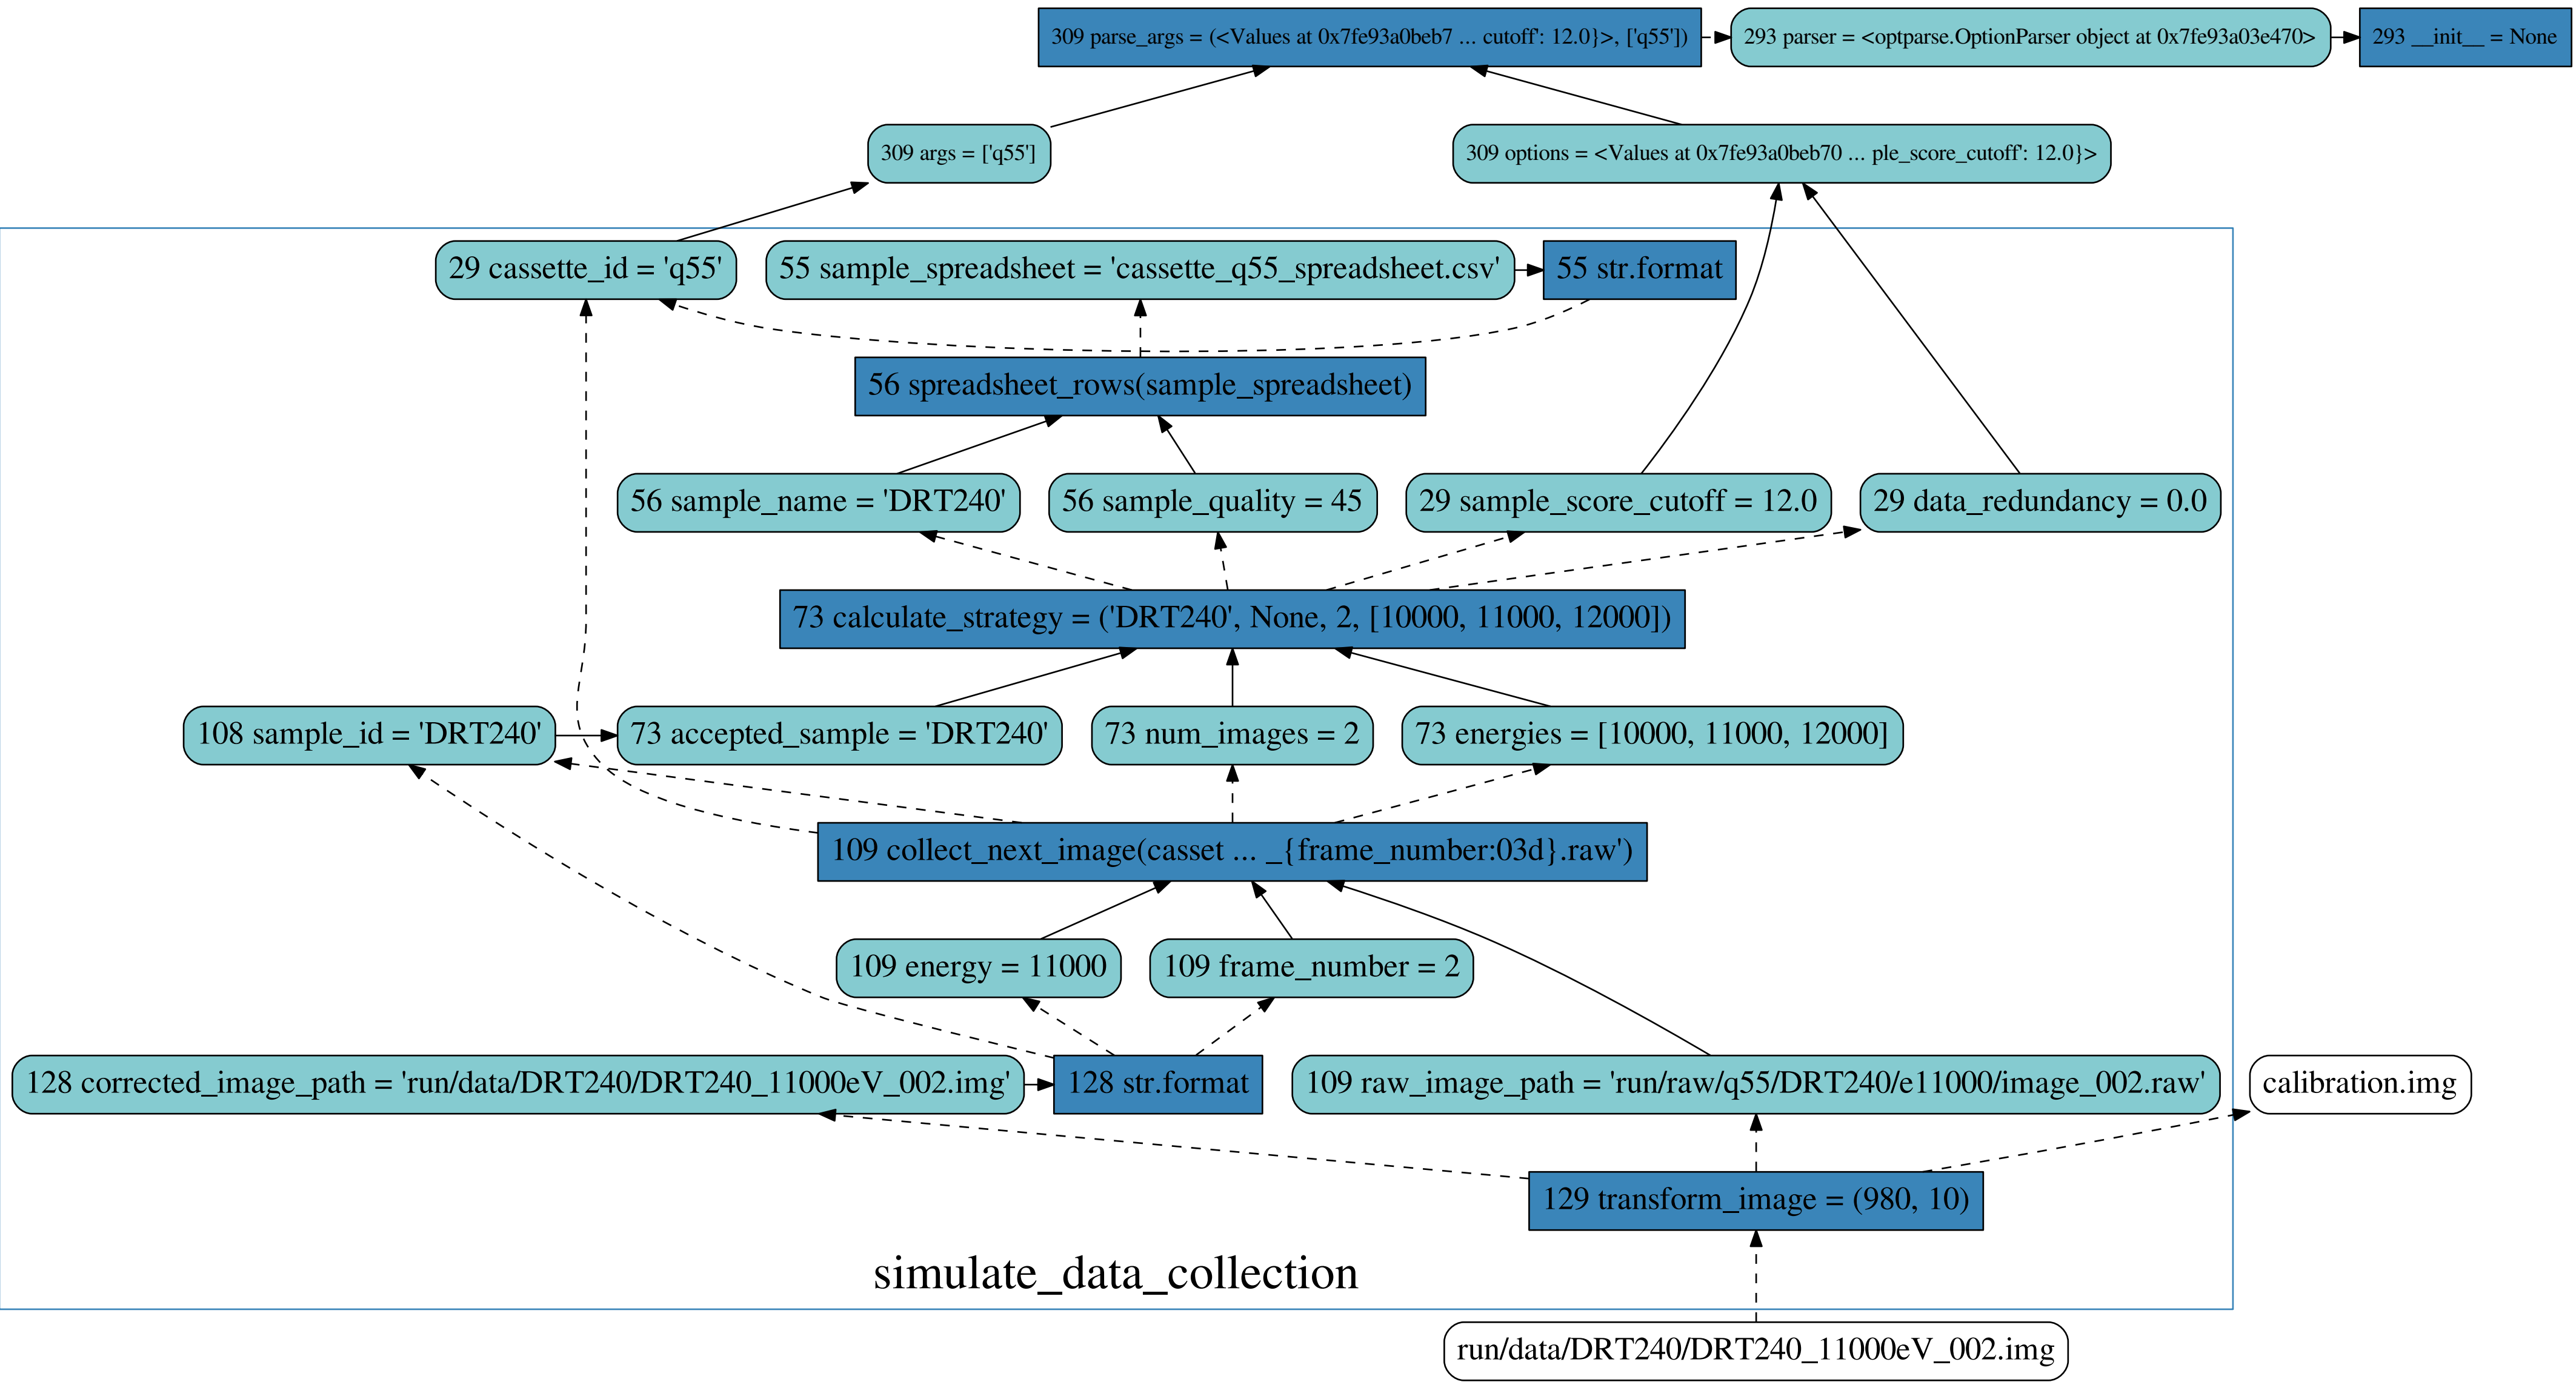 309 parse_args = (<Values at 0x7fe93a0beb7 ... cutoff': 12.0}>, ['q55'])
293 parser = <optparse.OptionParser object at 0x7fe93a03e470>
293 __init__ = None
309 args = ['q55']
309 options = <Values at 0x7fe93a0beb70 ... ple_score_cutoff': 12.0}>
29 cassette_id = 'q55'
55 sample_spreadsheet = 'cassette_q55_spreadsheet.csv'
55 str.format
56 spreadsheet_rows(sample_spreadsheet)
56 sample_name = 'DRT240'
56 sample_quality = 45
29 sample_score_cutoff = 12.0
29 data_redundancy = 0.0
73 calculate_strategy = ('DRT240', None, 2, [10000, 11000, 12000])
108 sample_id = 'DRT240'
73 accepted_sample = 'DRT240'
73 num_images = 2
73 energies = [10000, 11000, 12000]
109 collect_next_image(casset ... _{frame_number:03d}.raw')
109 energy = 11000
109 frame_number = 2
128 corrected_image_path = 'run/data/DRT240/DRT240_11000eV_002.img'
128 str.format
109 raw_image_path = 'run/raw/q55/DRT240/e11000/image_002.raw'
calibration.img
129 transform_image = (980, 10)
simulate_data_collection
run/data/DRT240/DRT240_11000eV_002.img